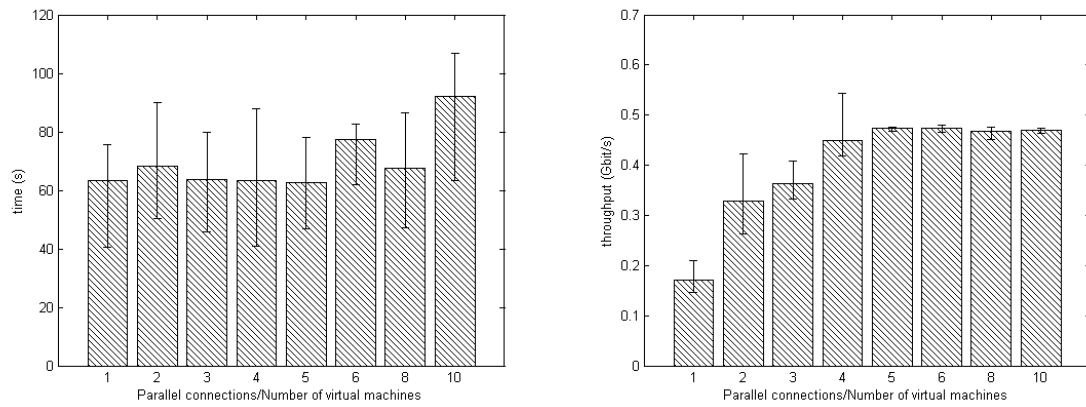 120
100
80
60
40
20
0
time (s)
1 2 3 4 5 6 8 10
Parallel connections/Number of virtual machines
0.7
0.6
0.5
0.4
0.3
0.2
0.1
0
throughput (Gbit/s)
1 2 3 4 5 6 8 10
Parallel connections/Number of virtual machines